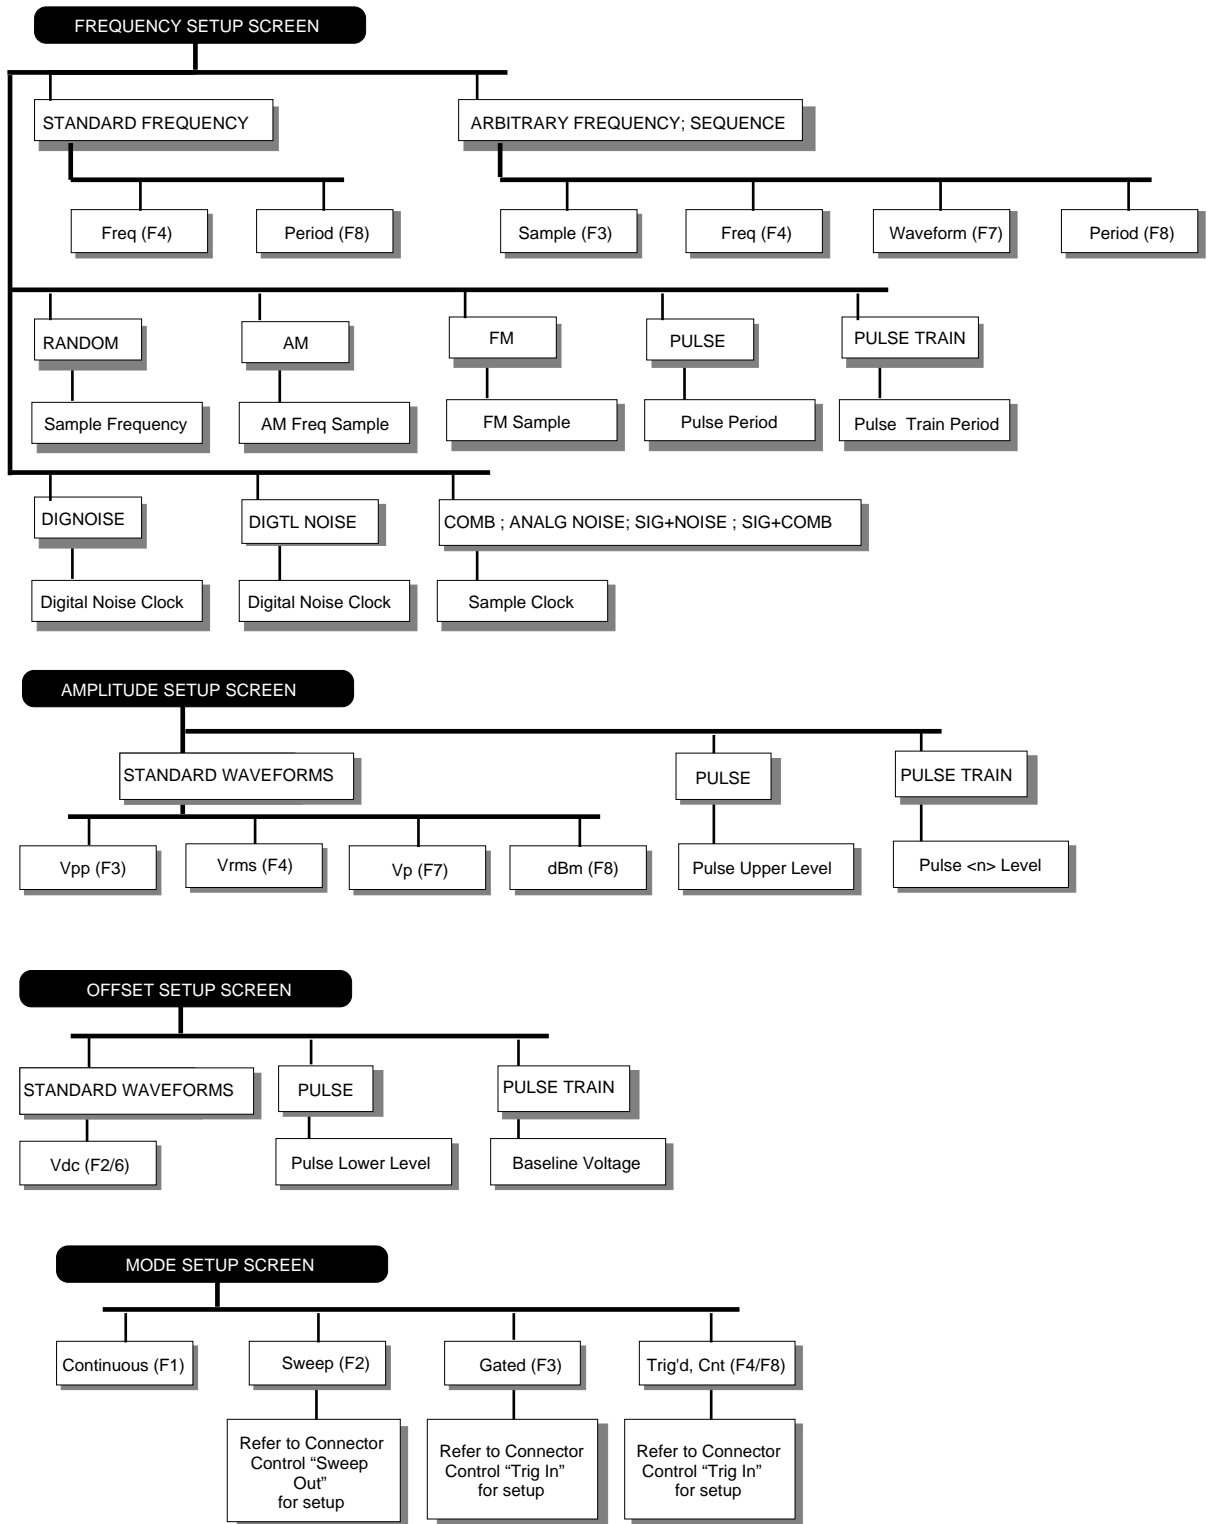 FREQUENCY SETUP SCREEN
STANDARD FREQUENCY
ARBITRARY FREQUENCY; SEQUENCE
Freq (F4)
Period (F8)
Sample (F3)
Freq (F4)
Waveform (F7)
Period (F8)
RANDOM
AM
FM
PULSE
PULSE TRAIN
Sample Frequency
AM Freq Sample
FM Sample
Pulse Period
Pulse Train Period
DIGNOISE
DIGTL NOISE
COMB ; ANALG NOISE; SIG+NOISE ; SIG+COMB
Digital Noise Clock
Digital Noise Clock
Sample Clock
AMPLITUDE SETUP SCREEN
STANDARD WAVEFORMS
PULSE
PULSE TRAIN
Vpp (F3)
Vrms (F4)
Vp (F7)
dBm (F8)
Pulse Upper Level
Pulse <n> Level
OFFSET SETUP SCREEN
STANDARD WAVEFORMS
PULSE
PULSE TRAIN
Vdc (F2/6)
Pulse Lower Level
Baseline Voltage
MODE SETUP SCREEN
Continuous (F1)
Sweep (F2)
Gated (F3)
Trig'd, Cnt (F4/F8)
Refer to Connector
Control “Sweep
Out”
for setup
Refer to Connector
Control “Trig In”
for setup
Refer to Connector
Control “Trig In”
for setup